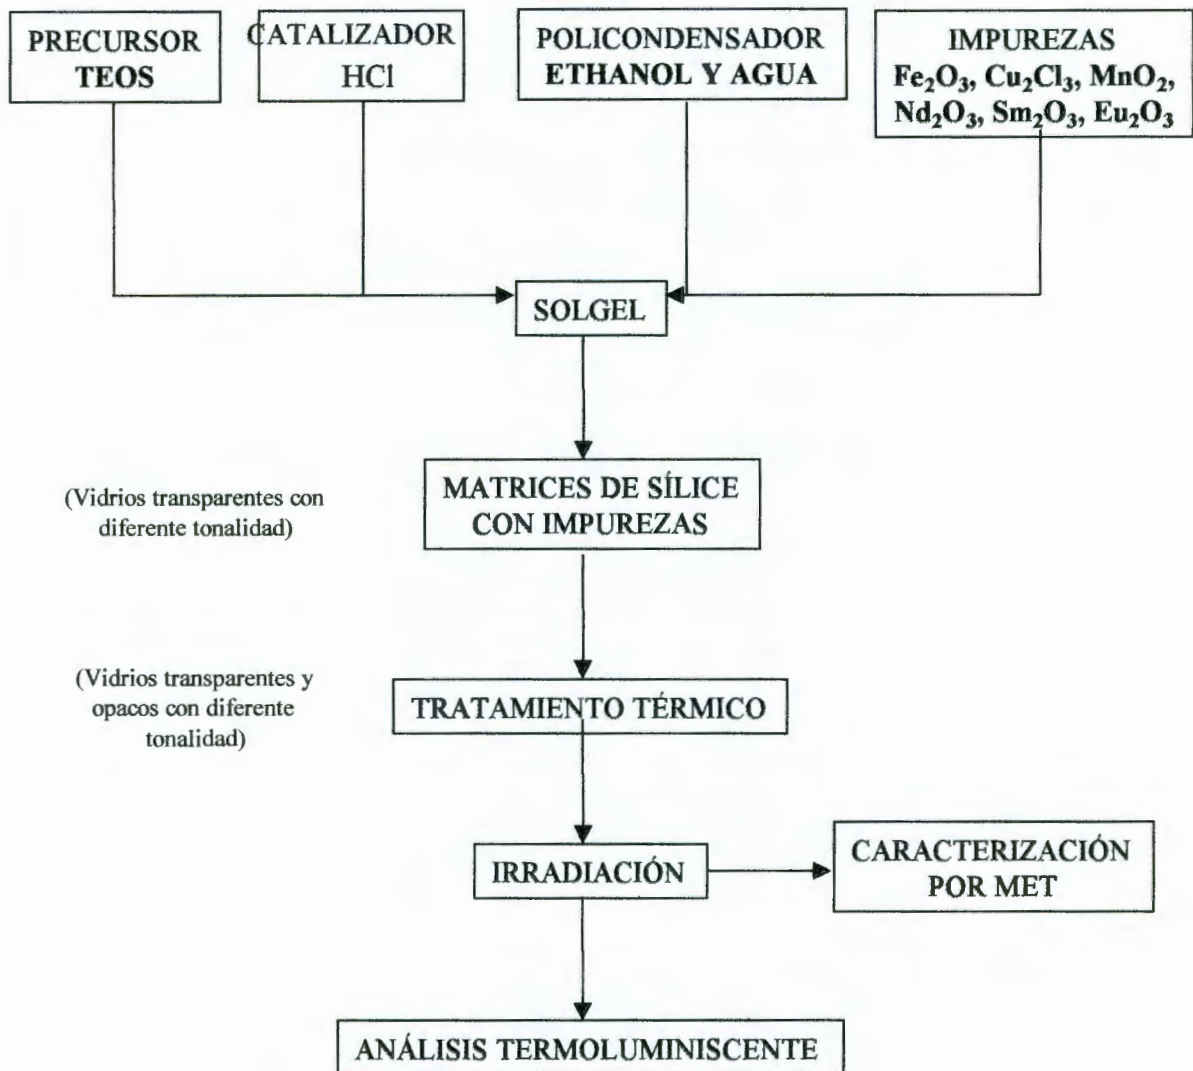 PRECURSOR
TEOS
CATALIZADOR
HCl
POLICONDENSADOR
ETHANOL Y AGUA
IMPUREZAS
Fe₂O₃, Cu₂Cl₃, MnO₂,
Nd₂O₃, Sm₂O₃, Eu₂O₃
SOLGEL
(Vidrios transparentes con
diferente tonalidad)
MATRICES DE SÍLICE
CON IMPUREZAS
(Vidrios transparentes y
opacos con diferente
tonalidad)
TRATAMIENTO TÉRMICO
IRRADIACIÓN
CARACTERIZACIÓN
POR MET
ANÁLISIS TERMOLUMINISCENTE